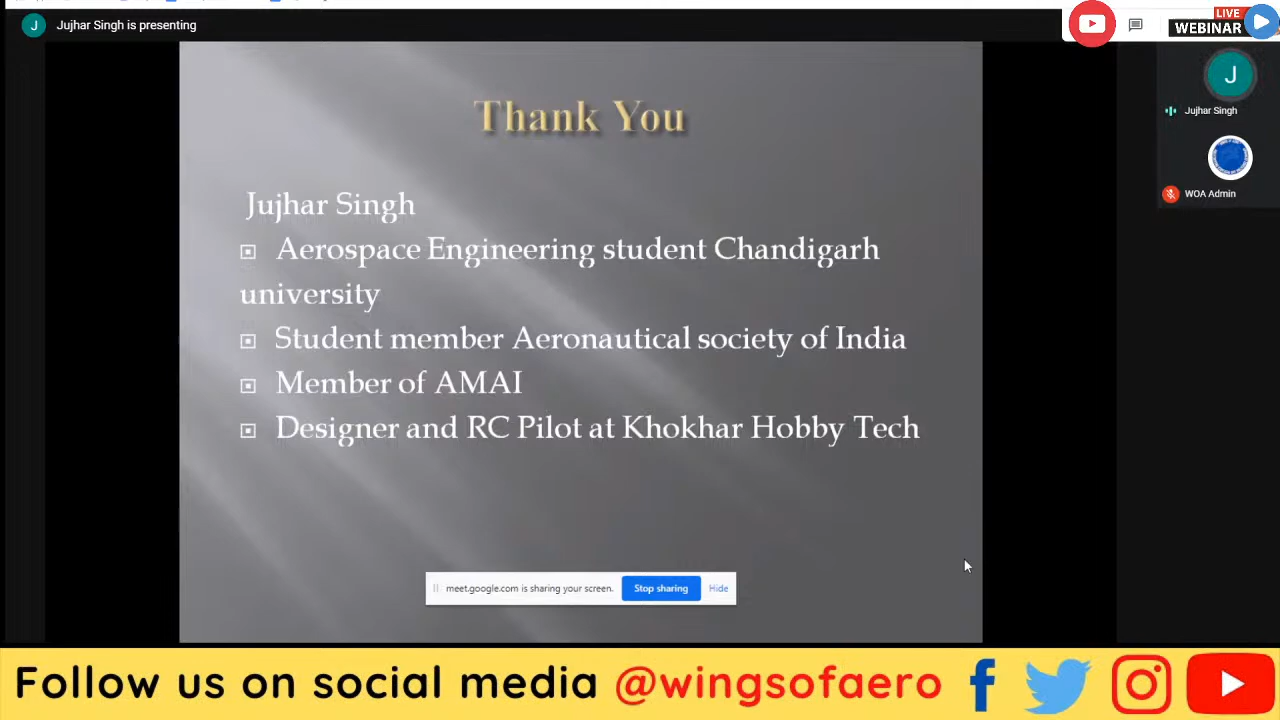 J Jujhar Singh is presenting
LIVE
WEBINAR
J
Jujhar Singh
WOA Admin
Thank You
Jujhar Singh
Aerospace Engineering student Chandigarh
university
Student member Aeronautical society of India
Member of AMAI
Designer and RC Pilot at Khokhar Hobby Tech
meet.google.com is sharing your screen. Stop sharing Hide
Follow us on social media @wingsofaero